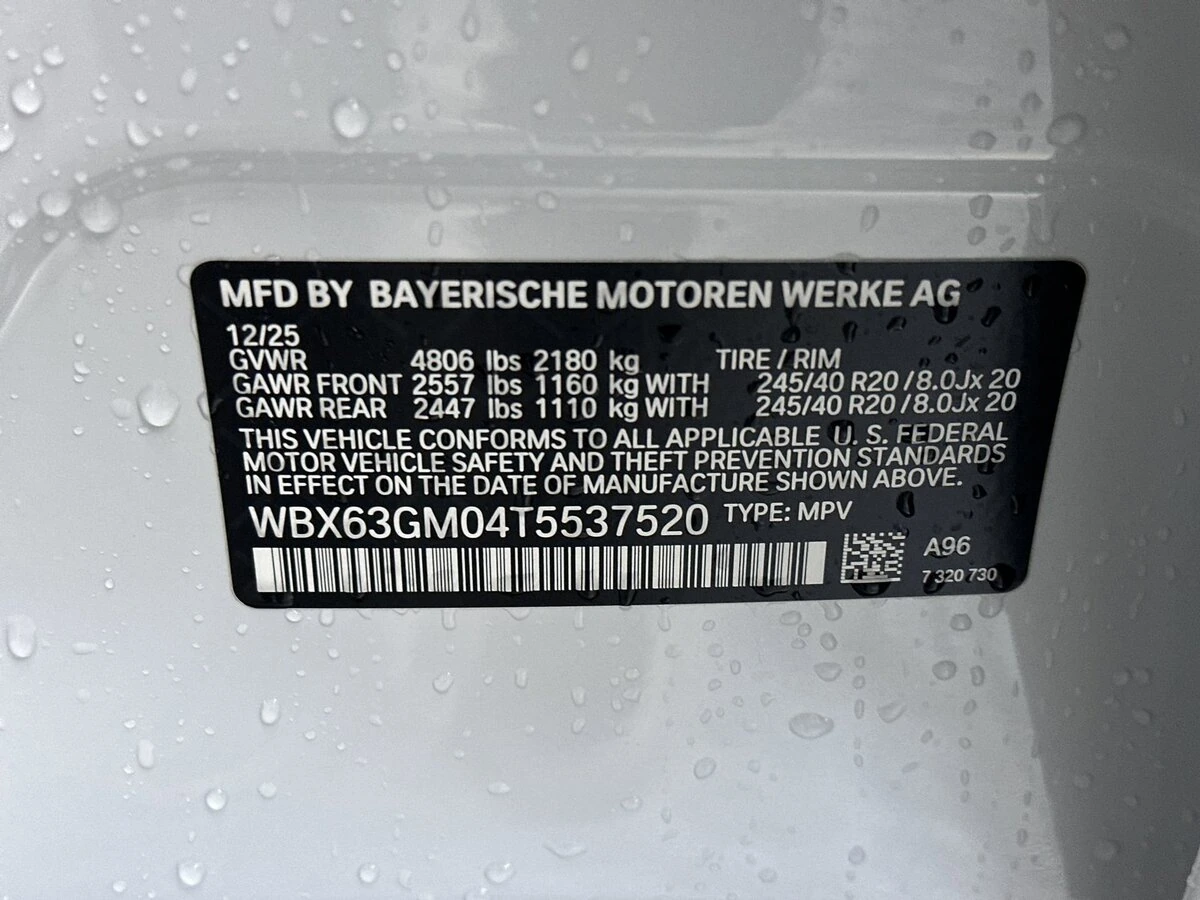 MFD BY BAYERISCHE MOTOREN WERKE AG
12/25
GVWR 4806 lbs 2180 kg TIRE / RIM
GAWR FRONT 2557 lbs 1160 kg WITH 245/40 R20 / 8.0Jx 20
GAWR REAR 2447 lbs 1110 kg WITH 245/40 R20 / 8.0Jx 20
THIS VEHICLE CONFORMS TO ALL APPLICABLE U. S. FEDERAL
MOTOR VEHICLE SAFETY AND THEFT PREVENTION STANDARDS
IN EFFECT ON THE DATE OF MANUFACTURE SHOWN ABOVE.
WBX63GM04T5537520 TYPE: MPV
A96
7 320 730